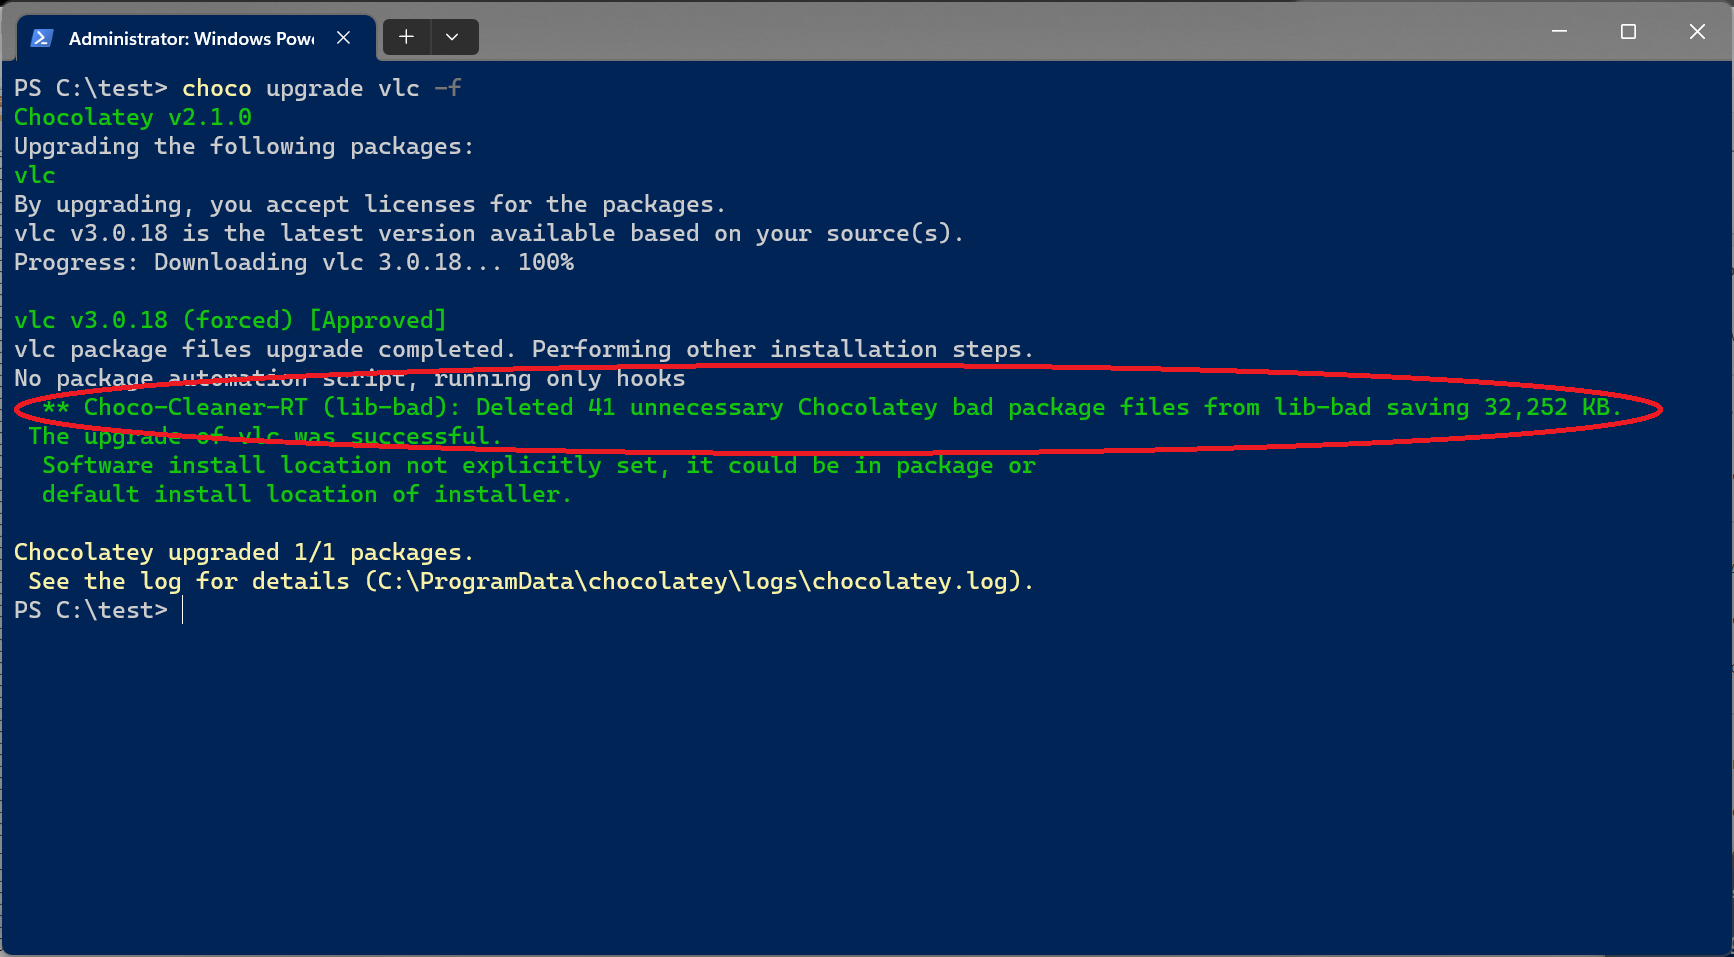 Administrator: Windows Pow
PS C:\test> choco upgrade vlc -f
Chocolatey v2.1.0
Upgrading the following packages:
vlc
By upgrading, you accept licenses for the packages.
vlc v3.0.18 is the latest version available based on your source(s).
Progress: Downloading vlc 3.0.18... 100%
vlc v3.0.18 (forced) [Approved]
vlc package files upgrade completed. Performing other installation steps.
No package automation script, running only hooks
** Choco-Cleaner-RT (lib-bad): Deleted 41 unnecessary Chocolatey bad package files from lib-bad saving 32,252 KB.
The upgrade of vlc was successful.
Software install location not explicitly set, it could be in package or
default install location of installer.
Chocolatey upgraded 1/1 packages.
See the log for details (C:\ProgramData\chocolatey\logs\chocolatey.log).
PS C:\test>